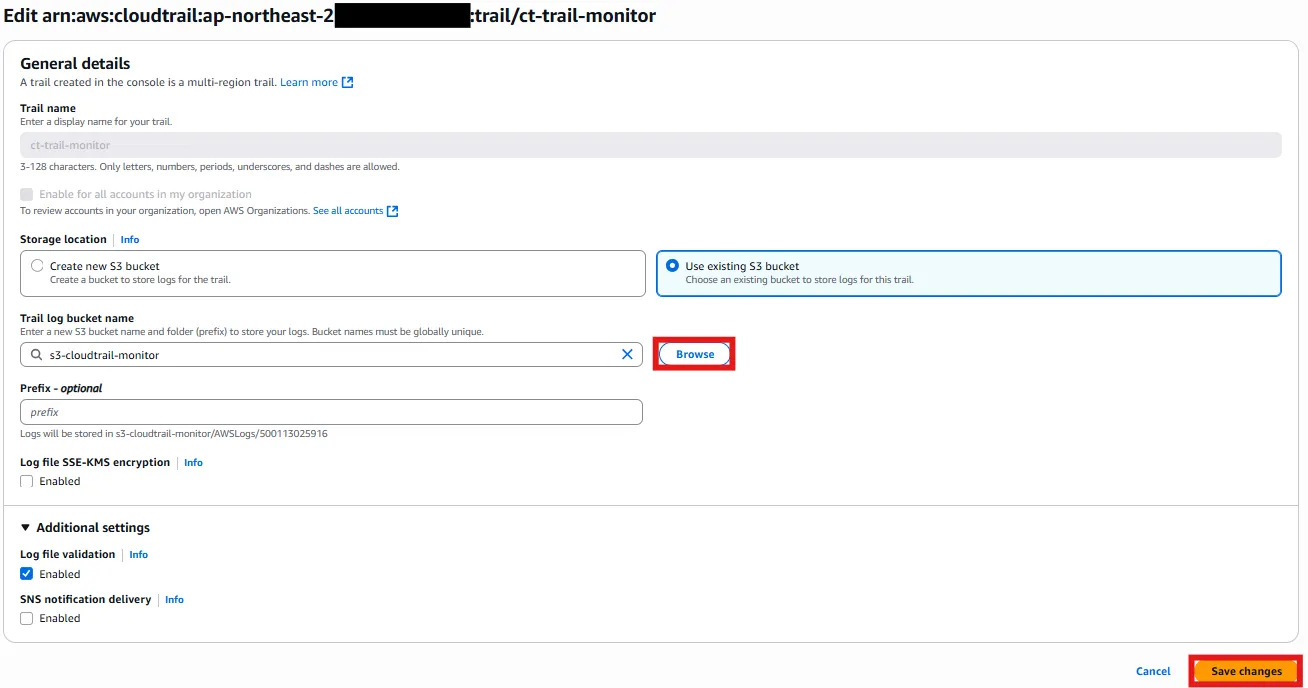 Edit arn:aws:cloudtrail:ap-northeast-2 :trail/ct-trail-monitor
General details
A trail created in the console is a multi-region trail. Learn more
Trail name
Enter a display name for your trail.
ct-trail-monitor
3-128 characters. Only letters, numbers, periods, underscores, and dashes are allowed.
Enable for all accounts in my organization
To review accounts in your organization, open AWS Organizations. See all accounts
Storage location Info
Create new S3 bucket
Create a bucket to store logs for the trail.
Use existing S3 bucket
Choose an existing bucket to store logs for this trail.
Trail log bucket name
Enter a new S3 bucket name and folder (prefix) to store your logs. Bucket names must be globally unique.
s3-cloudtrail-monitor
Browse
Prefix - optional
prefix
Logs will be stored in s3-cloudtrail-monitor/AWSLogs/500113025916
Log file SSE-KMS encryption Info
Enabled
Additional settings
Log file validation Info
Enabled
SNS notification delivery Info
Enabled
Cancel Save changes